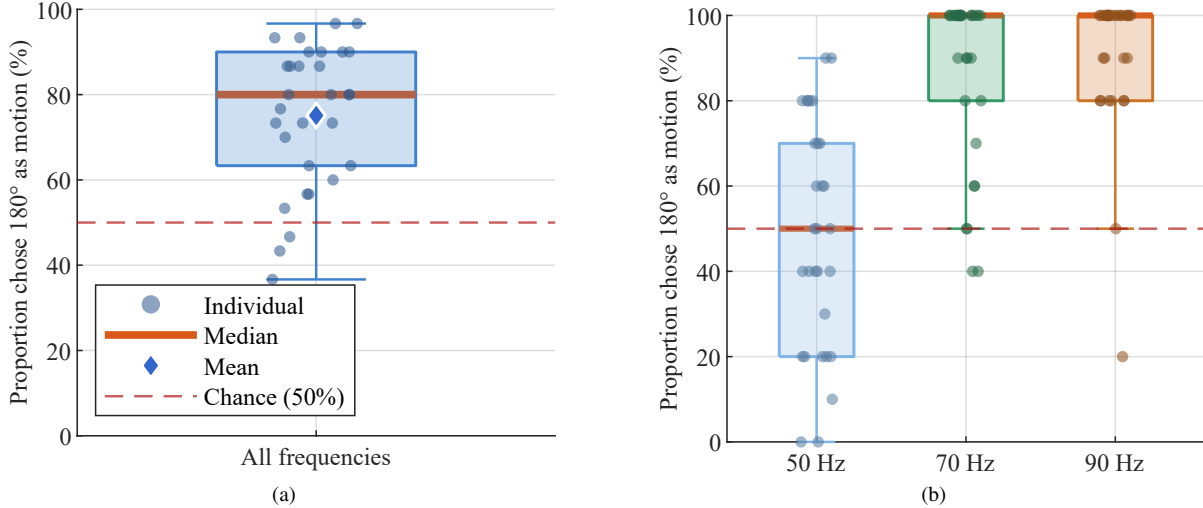 Proportion chose 180° as motion (%)
100
80
60
40
20
0
Individual
Median
Mean
Chance (50%)
All frequencies
(a)
Proportion chose 180° as motion (%)
100
80
60
40
20
0
50 Hz 70 Hz 90 Hz
(b)